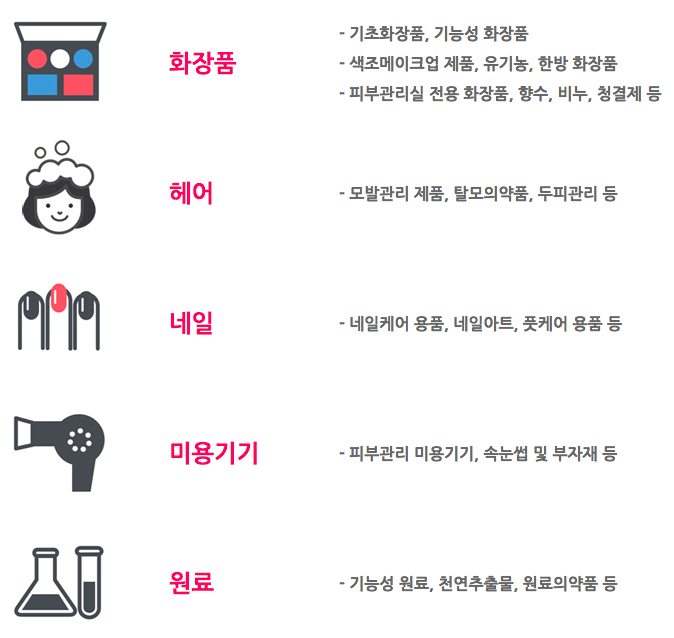 화장품
- 기초화장품, 기능성 화장품
- 색조메이크업 제품, 유기농, 한방 화장품
- 피부관리실 전용 화장품, 향수, 비누, 청결제 등
헤어
- 모발관리 제품, 탈모의약품, 두피관리 등
네일
- 네일케어 용품, 네일아트, 풋케어 용품 등
미용기기
- 피부관리 미용기기, 속눈썹 및 부자재 등
원료
- 기능성 원료, 천연추출물, 원료의약품 등